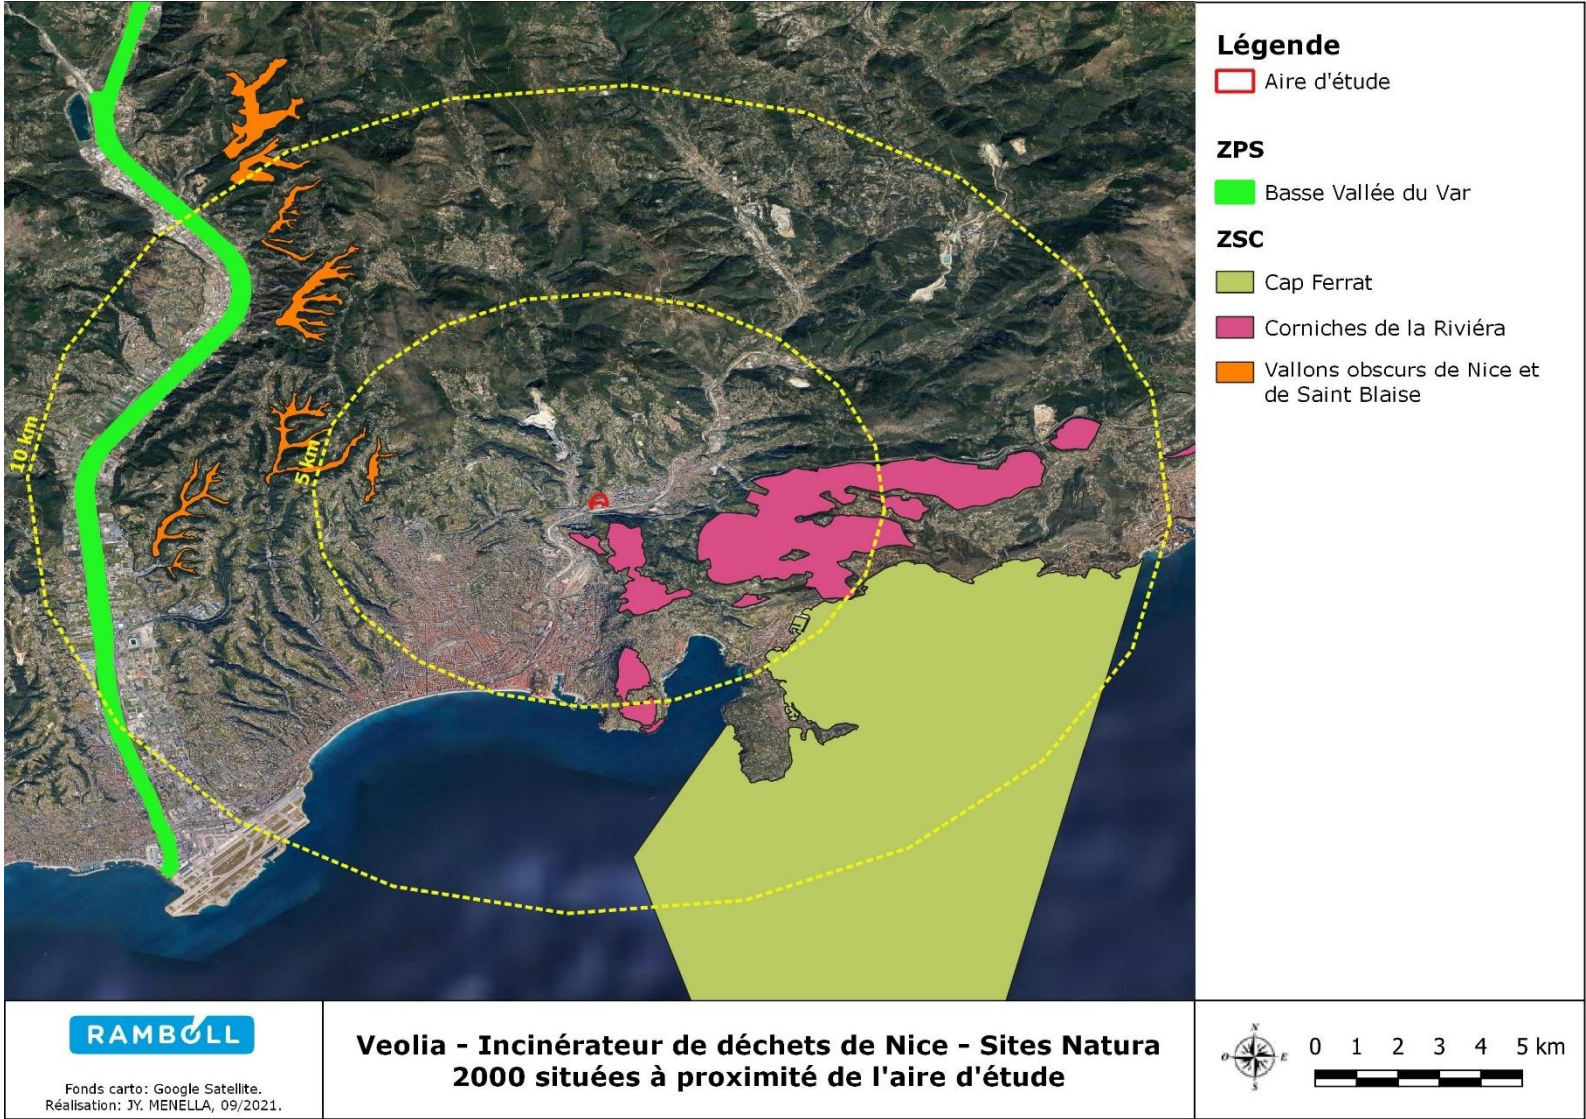 10 km
5 km
Légende
Aire d'étude
ZPS
Basse Vallée du Var
ZSC
Cap Ferrat
Corniches de la Riviéra
Vallons obscurs de Nice et
de Saint Blaise
RAMBOLL
Fonds carto: Google Satellite.
Réalisation: JY. MENELLA, 09/2021.
Veolia - Incinérateur de déchets de Nice - Sites Natura
2000 situées à proximité de l'aire d'étude
N
O E
S
0 1 2 3 4 5 km